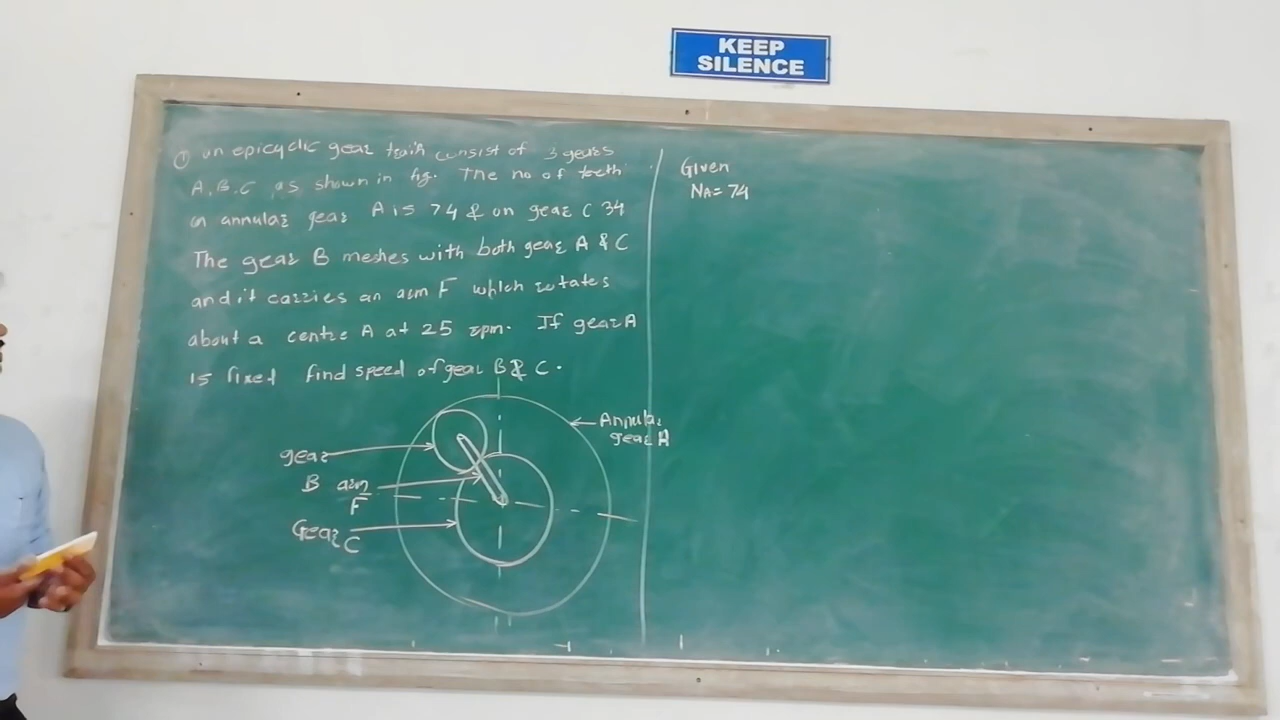 KEEP
SILENCE
① an epicyclic gear train consist of 3 gears
A, B, C as shown in fig. The no of teeth
on annular gear A is 74 & on gear C 34
The gear B meshes with both gear A & C
and it carries an arm F which rotates
about a centre A at 25 rpm. If gear A
is fixed find speed of gear B & C.
Annular
gear A
gear
B
arm
F
Gear
C
Given
NA = 74